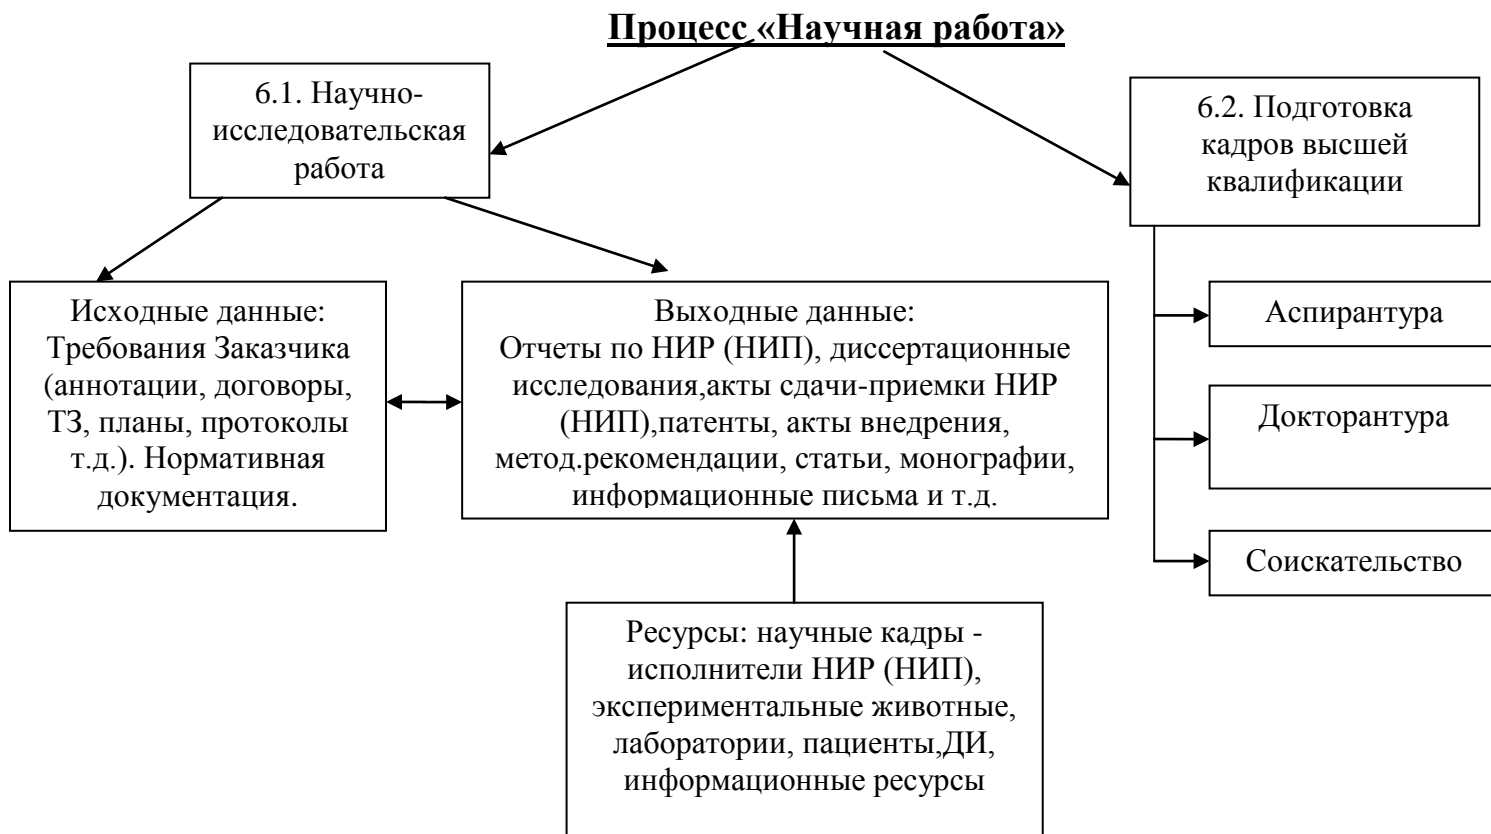 Процесс «Научная работа»
6.1. Научно-
исследовательская
работа
6.2. Подготовка
кадров высшей
квалификации
Исходные данные:
Требования Заказчика
(аннотации, договоры,
ТЗ, планы, протоколы
т.д.). Нормативная
документация.
Выходные данные:
Отчеты по НИР (НИП), диссертационные
исследования,акты сдачи-приемки НИР
(НИП),патенты, акты внедрения,
метод.рекомендации, статьи, монографии,
информационные письма и т.д.
Аспирантура
Докторантура
Соискательство
Ресурсы: научные кадры -
исполнители НИР (НИП),
экспериментальные животные,
лаборатории, пациенты,ДИ,
информационные ресурсы